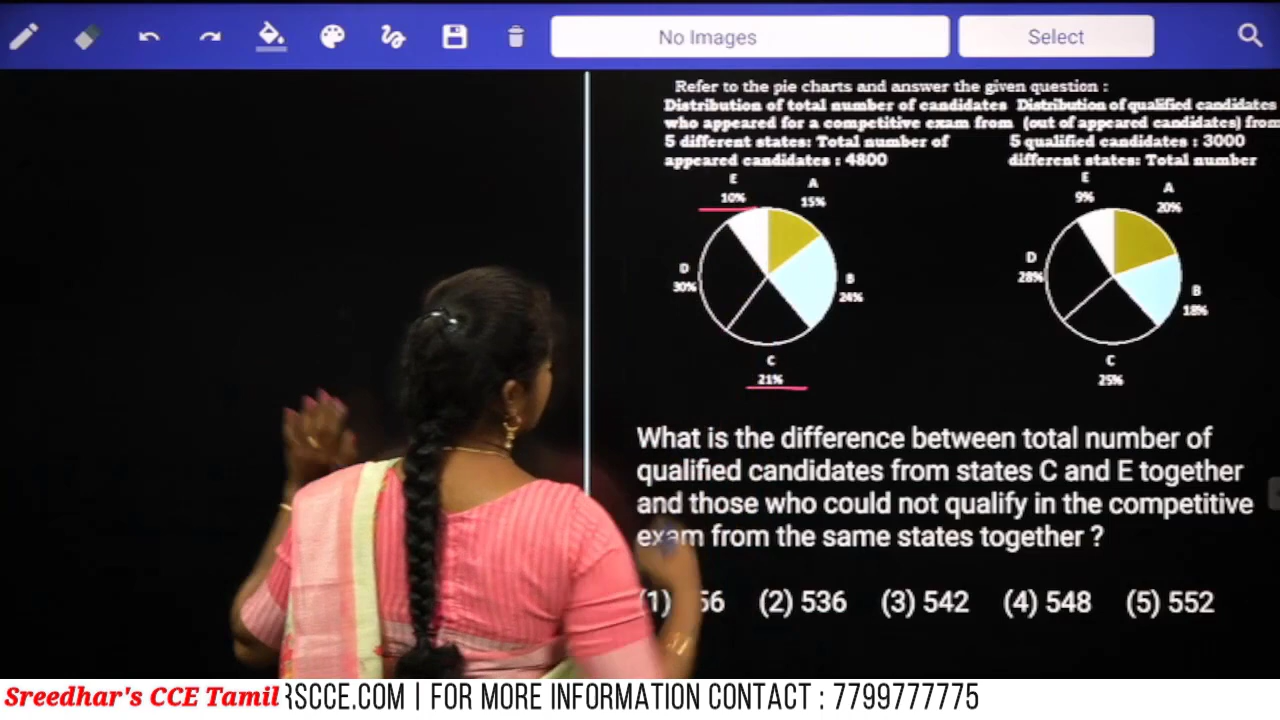 No Images
Select
Refer to the pie charts and answer the given question :
Distribution of total number of candidates
who appeared for a competitive exam from
5 different states: Total number of
appeared candidates : 4800
Distribution of qualified candidates
(out of appeared candidates) from
5 qualified candidates : 3000
different states: Total number
E
10%
A
15%
D
30%
B
24%
C
21%
E
9%
A
20%
D
28%
B
18%
C
25%
What is the difference between total number of
qualified candidates from states C and E together
and those who could not qualify in the competitive
exam from the same states together ?
(1) 56 (2) 536 (3) 542 (4) 548 (5) 552
Sreedhar's CCE Tamil
RSCCE.COM | FOR MORE INFORMATION CONTACT : 7799777775